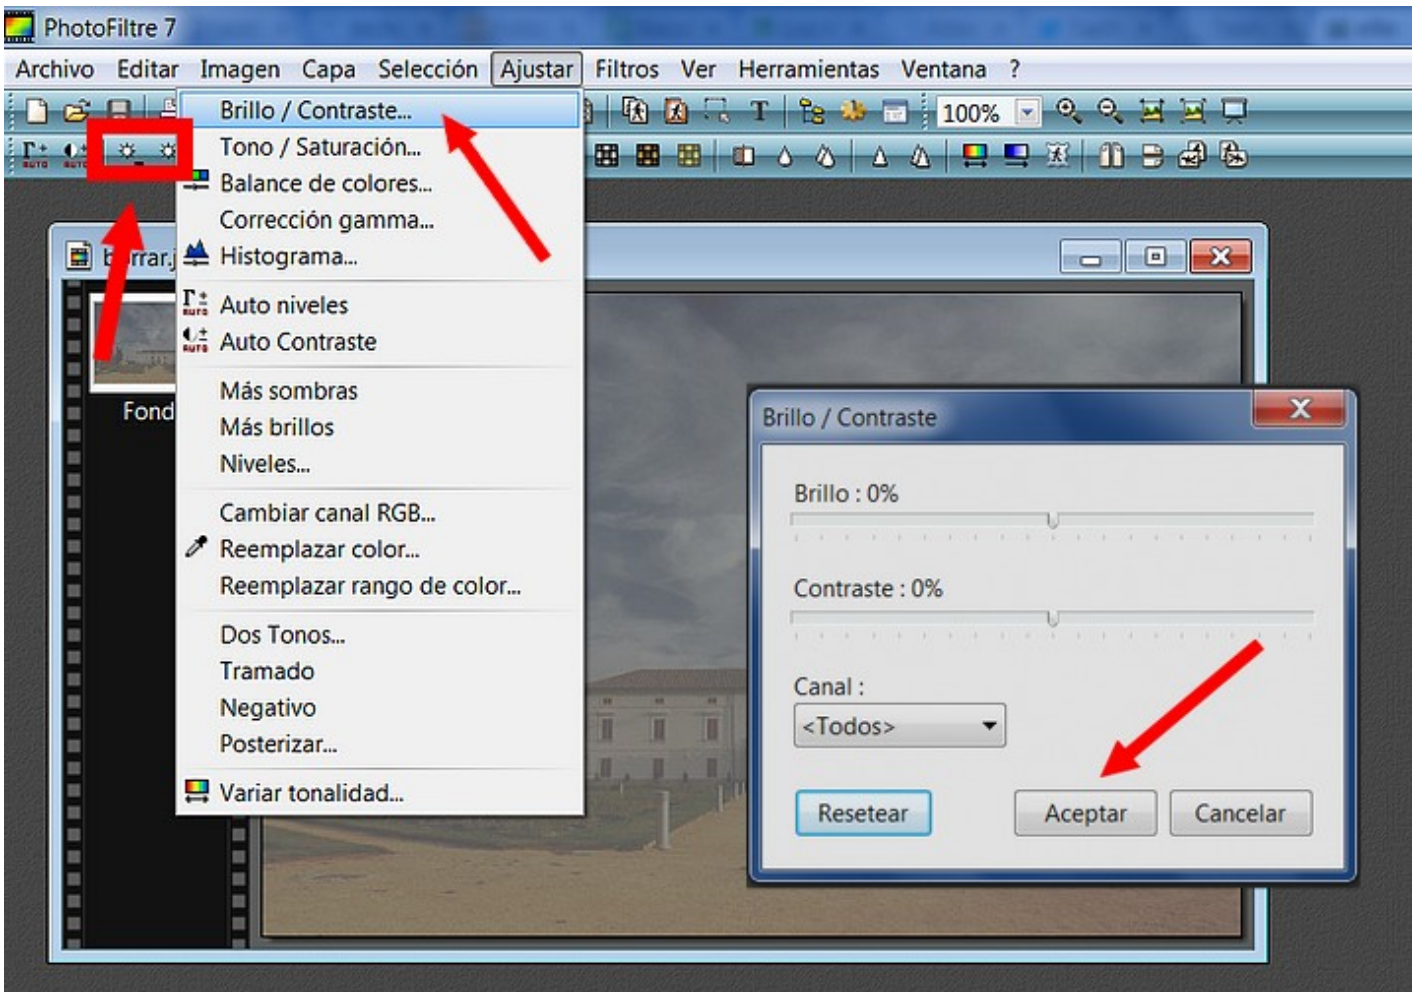 PhotoFiltre 7
Archivo Editar Imagen Capa Selección Ajustar Filtros Ver Herramientas Ventana ?
100%
Brillo / Contraste...
Tono / Saturación...
Balance de colores...
Corrección gamma...
Histograma...
Auto niveles
Auto Contraste
Más sombras
Más brillos
Niveles...
Cambiar canal RGB...
Reemplazar color...
Reemplazar rango de color...
Dos Tonos...
Tramado
Negativo
Posterizar...
Variar tonalidad...
Fond
Brillo / Contraste
Brillo : 0%
Contraste : 0%
Canal :
<Todos>
Resetear Aceptar Cancelar